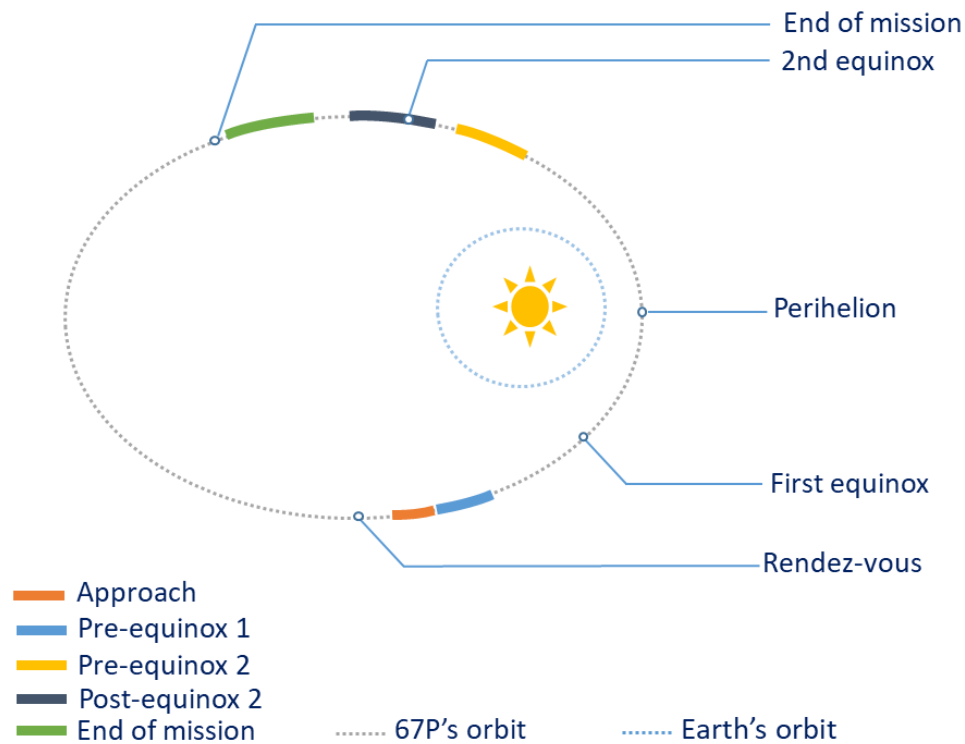 End of mission
2nd equinox
Perihelion
First equinox
Rendez-vous
Approach
Pre-equinox 1
Pre-equinox 2
Post-equinox 2
End of mission
67P's orbit
Earth's orbit